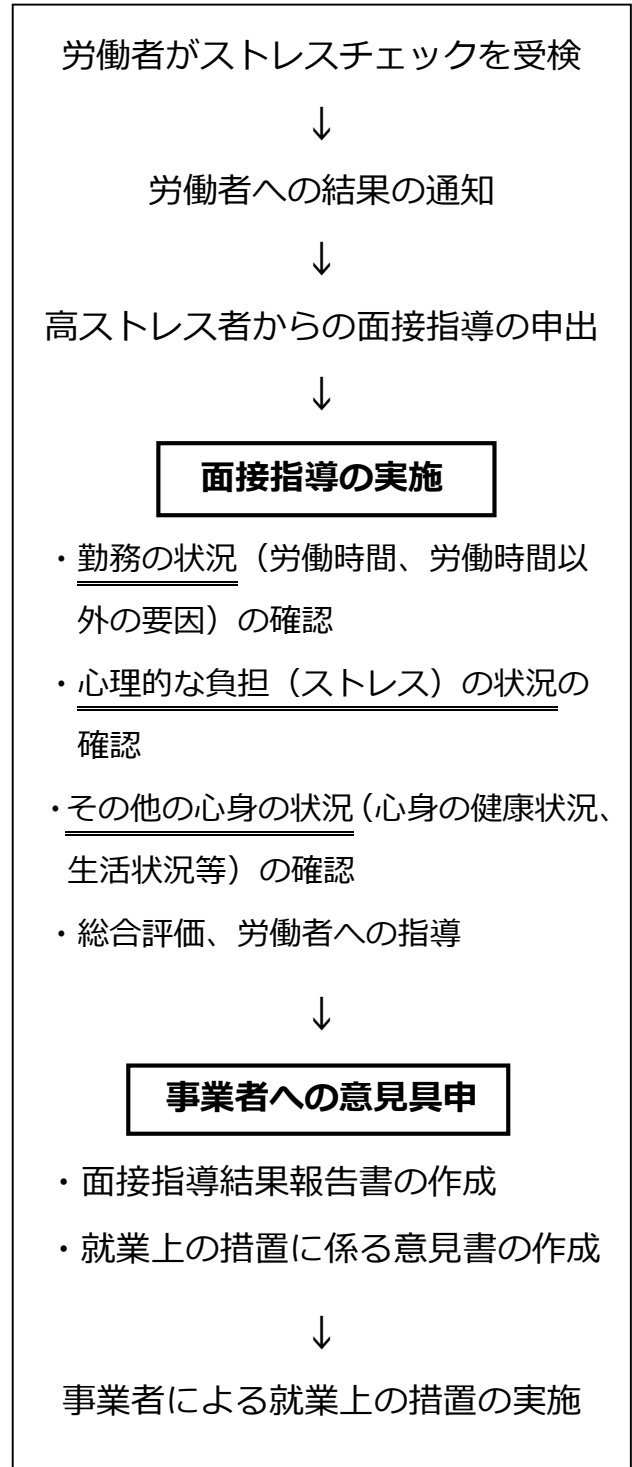 労働者がストレスチェックを受検
↓
労働者への結果の通知
↓
高ストレス者からの面接指導の申出
↓
面接指導の実施
・勤務の状況（労働時間、労働時間以
外の要因）の確認
・心理的な負担（ストレス）の状況の
確認
・その他の心身の状況（心身の健康状況、
生活状況等）の確認
・総合評価、労働者への指導
↓
事業者への意見具申
・面接指導結果報告書の作成
・就業上の措置に係る意見書の作成
↓
事業者による就業上の措置の実施